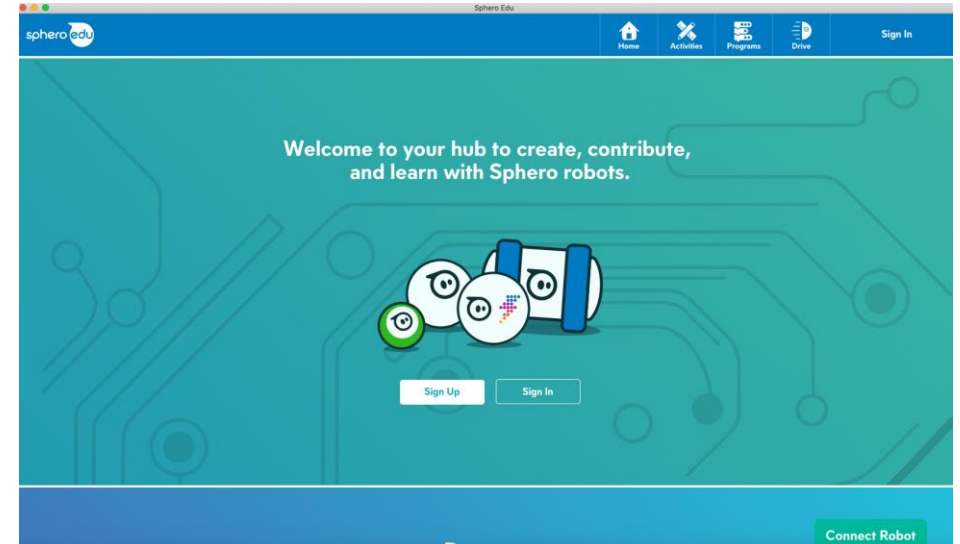 Sphero Edu
sphero edu
Home
Activities
Programs
Drive
Sign In
Welcome to your hub to create, contribute,
and learn with Sphero robots.
Sign Up
Sign In
Connect Robot